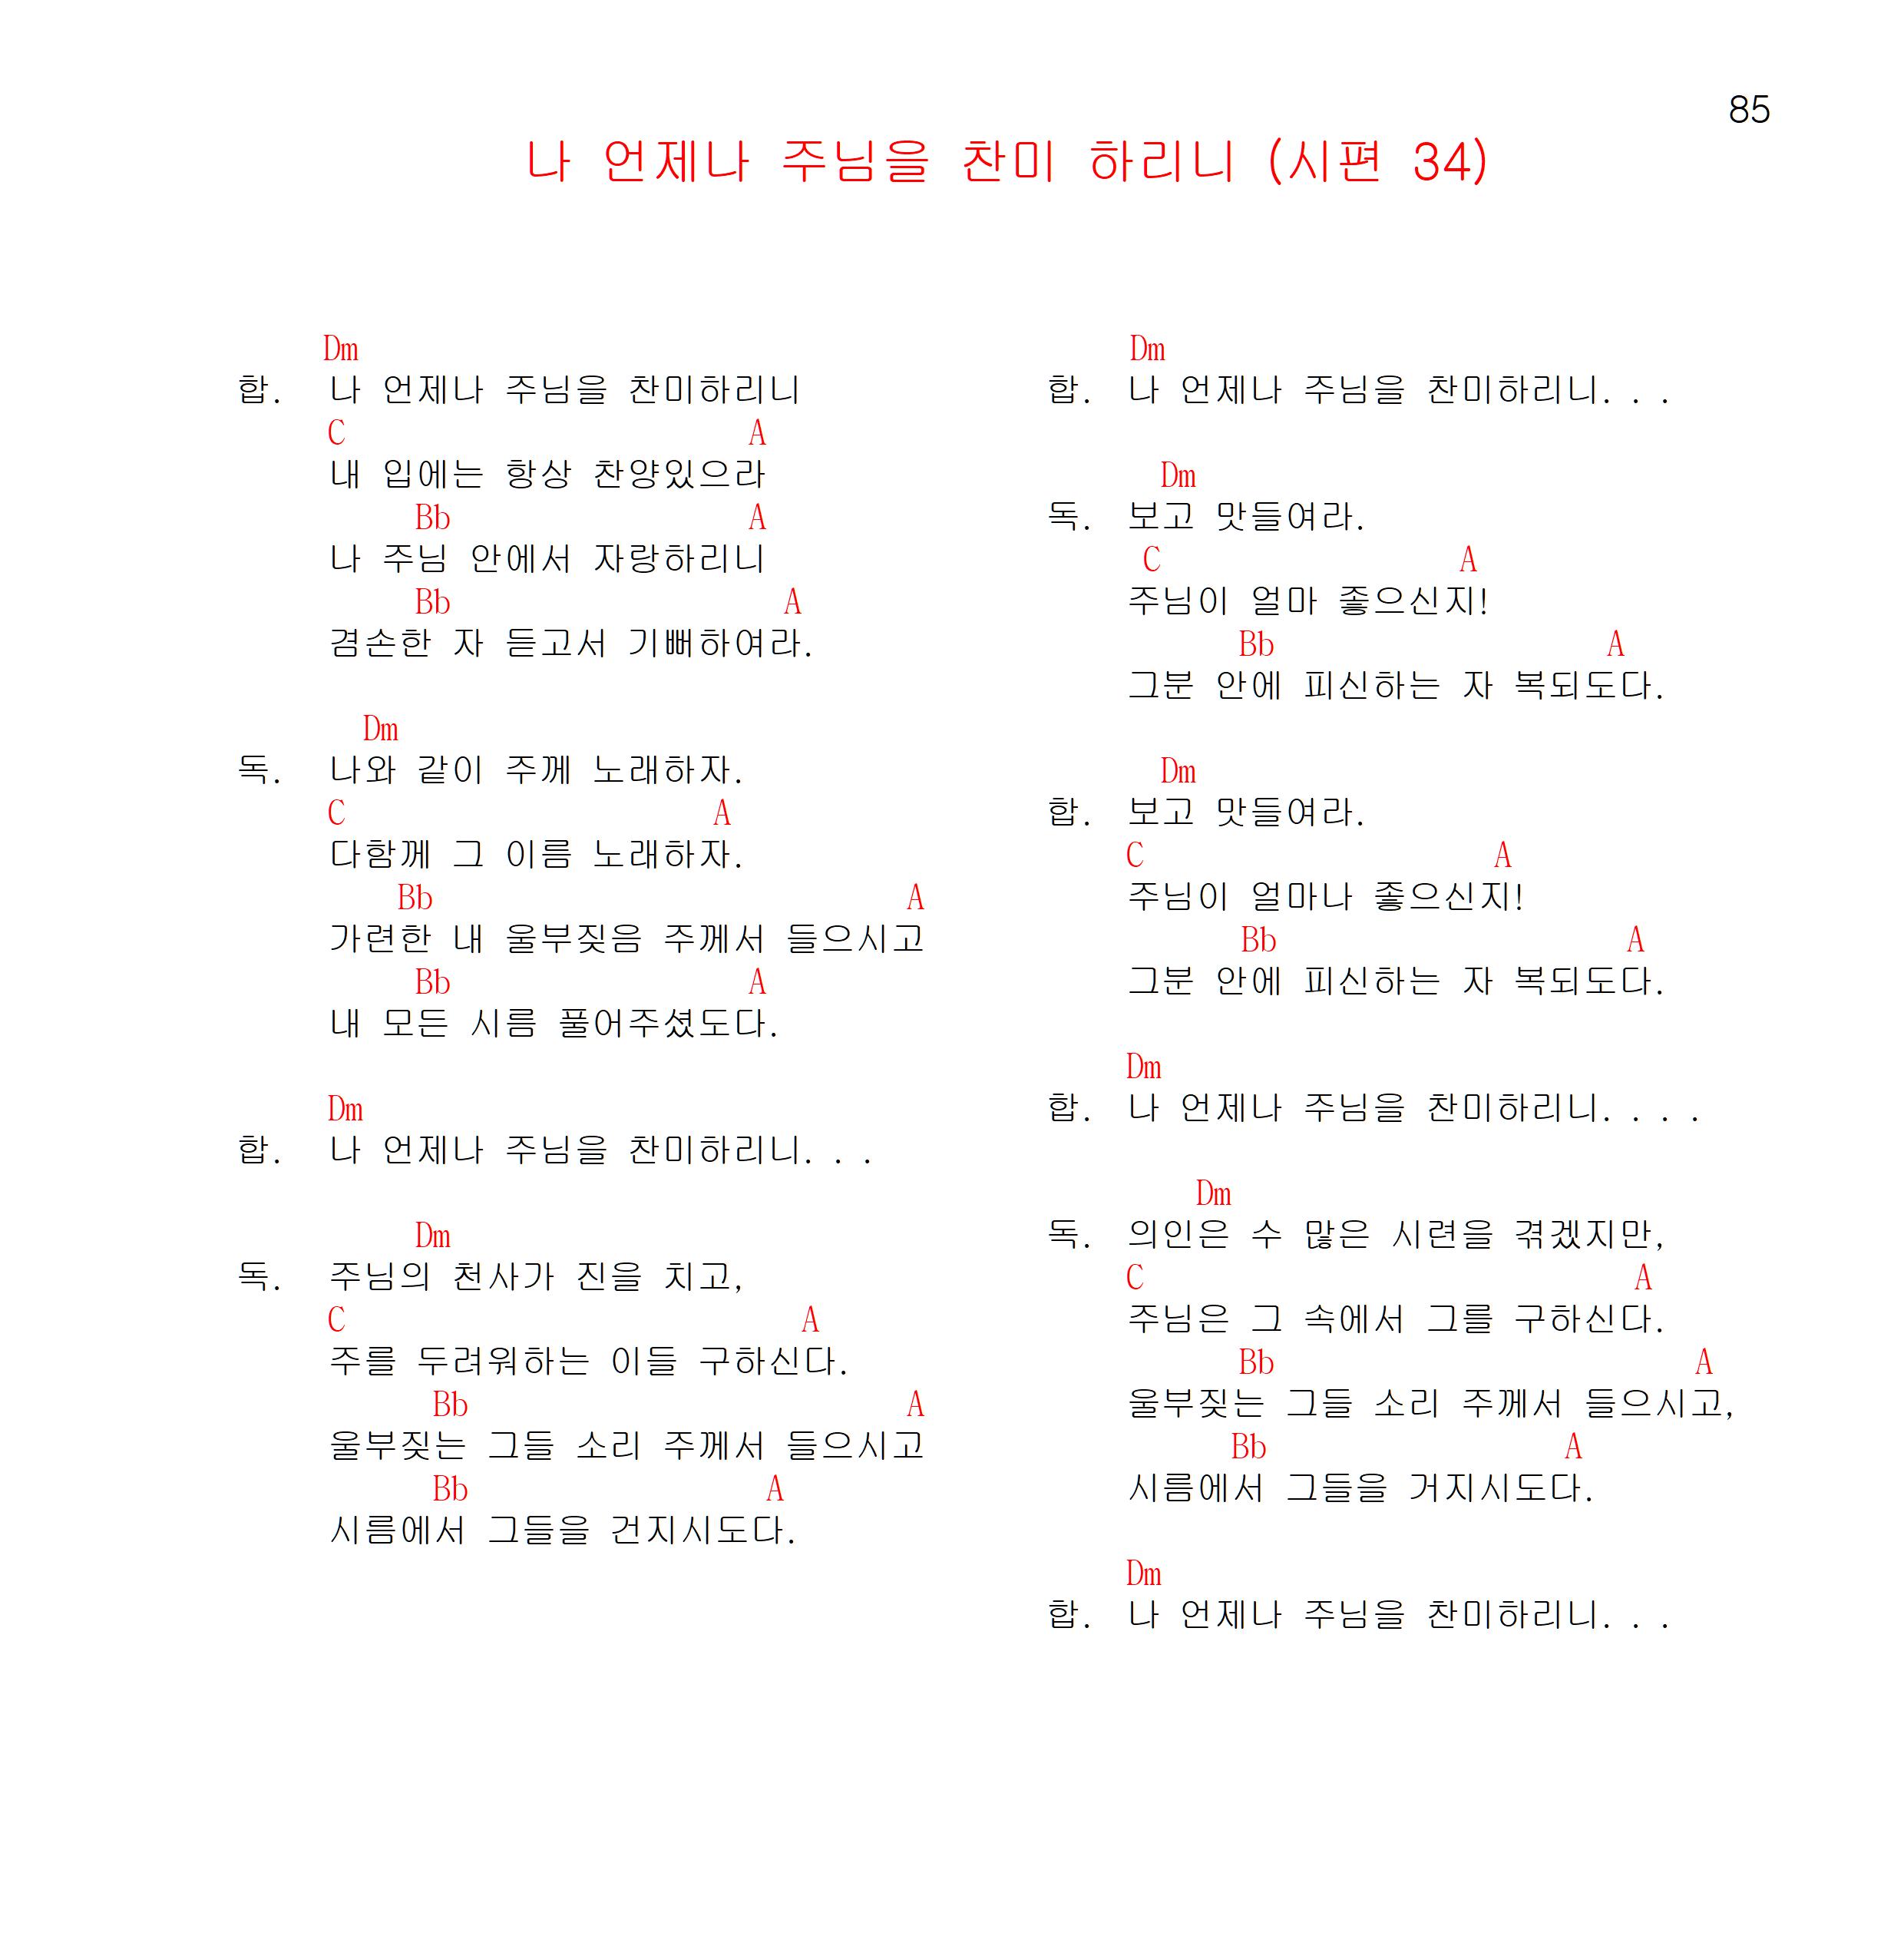 85
나 언제나 주님을 찬미 하리니 (시편 34)
Dm
합. 나 언제나 주님을 찬미하리니
C A
내 입에는 항상 찬양있으라
Bb A
나 주님 안에서 자랑하리니
Bb A
겸손한 자 듣고서 기뻐하여라.
Dm
독. 나와 같이 주께 노래하자.
C A
다함께 그 이름 노래하자.
Bb A
가련한 내 울부짖음 주께서 들으시고
Bb A
내 모든 시름 풀어주셨도다.
Dm
합. 나 언제나 주님을 찬미하리니. . .
Dm
독. 주님의 천사가 진을 치고,
C A
주를 두려워하는 이들 구하신다.
Bb A
울부짖는 그들 소리 주께서 들으시고
Bb A
시름에서 그들을 건지시도다.
Dm
합. 나 언제나 주님을 찬미하리니. . .
Dm
독. 보고 맛들여라.
C A
주님이 얼마 좋으신지!
Bb A
그분 안에 피신하는 자 복되도다.
Dm
합. 보고 맛들여라.
C A
주님이 얼마나 좋으신지!
Bb A
그분 안에 피신하는 자 복되도다.
Dm
합. 나 언제나 주님을 찬미하리니. . . .
Dm
독. 의인은 수 많은 시련을 겪겠지만,
C A
주님은 그 속에서 그를 구하신다.
Bb A
울부짖는 그들 소리 주께서 들으시고,
Bb A
시름에서 그들을 거지시도다.
Dm
합. 나 언제나 주님을 찬미하리니. . .